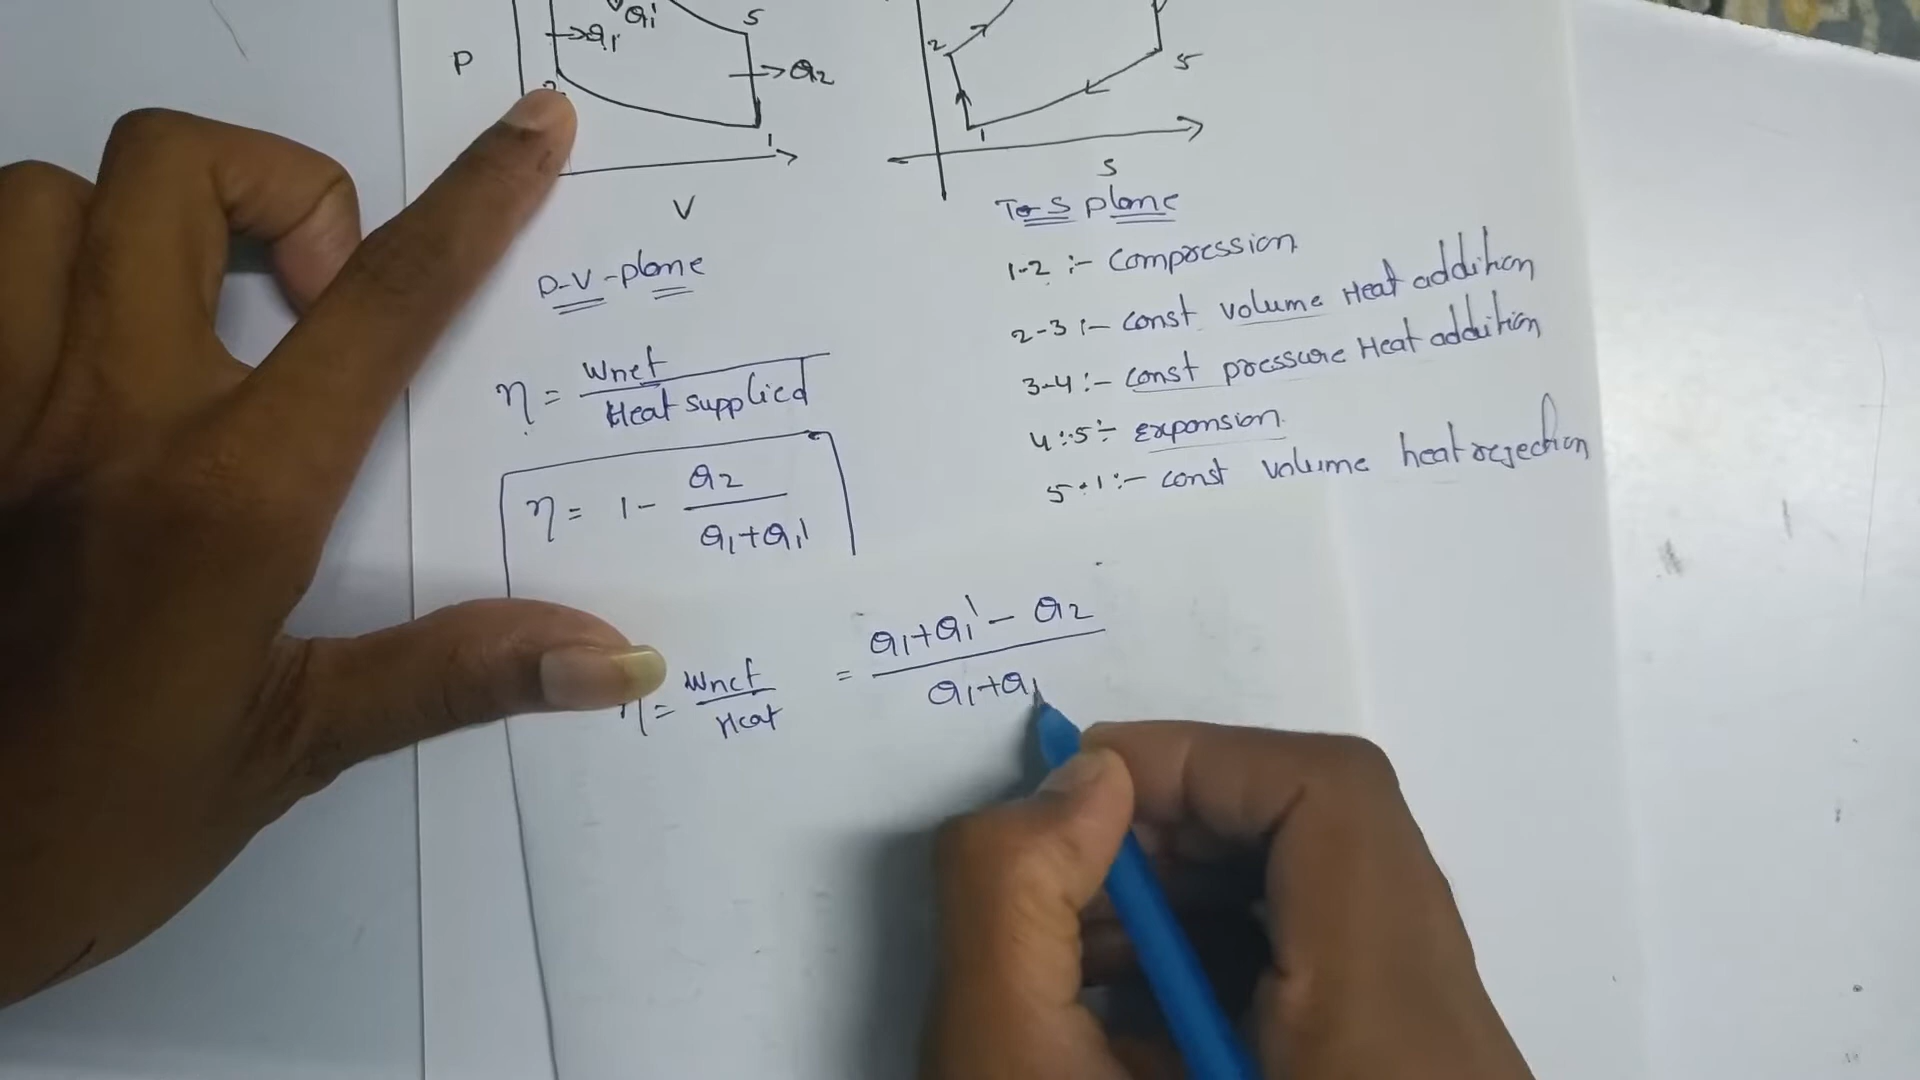 Q1'
5
→Q1
P
→Q2
2
1
V
P-V-plane
η = Wnet / Heat supplied
η = 1 - Q2 / Q1+Q1'
2
5
1
S
T-S plane
1-2 :- Compression
2-3 :- const volume Heat addition
3-4 :- const pressure Heat addition
4-5 :- expansion
5-1 :- const volume heat rejection
η = Wnet / Heat = Q1+Q1' - Q2 / Q1+Q1